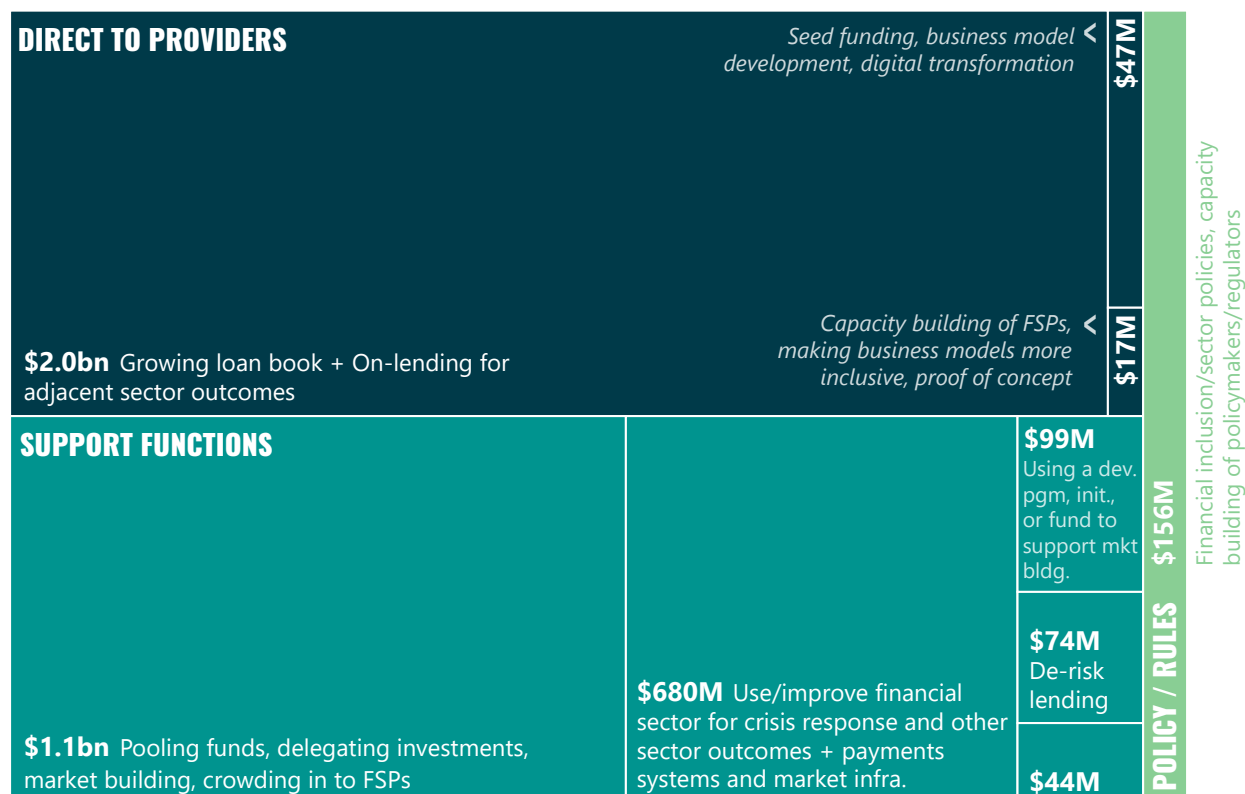 DIRECT TO PROVIDERS
Seed funding, business model <
development, digital transformation
$47M
Capacity building of FSPs, <
making business models more
inclusive, proof of concept
$17M
$2.0bn Growing loan book + On-lending for
adjacent sector outcomes
SUPPORT FUNCTIONS
$1.1bn Pooling funds, delegating investments,
market building, crowding in to FSPs
$680M Use/improve financial
sector for crisis response and other
sector outcomes + payments
systems and market infra.
$99M
Using a dev.
pgm, init.,
or fund to
support mkt
bldg.
$74M
De-risk
lending
$44M
POLICY / RULES $156M
Financial inclusion/sector policies, capacity
building of policymakers/regulators